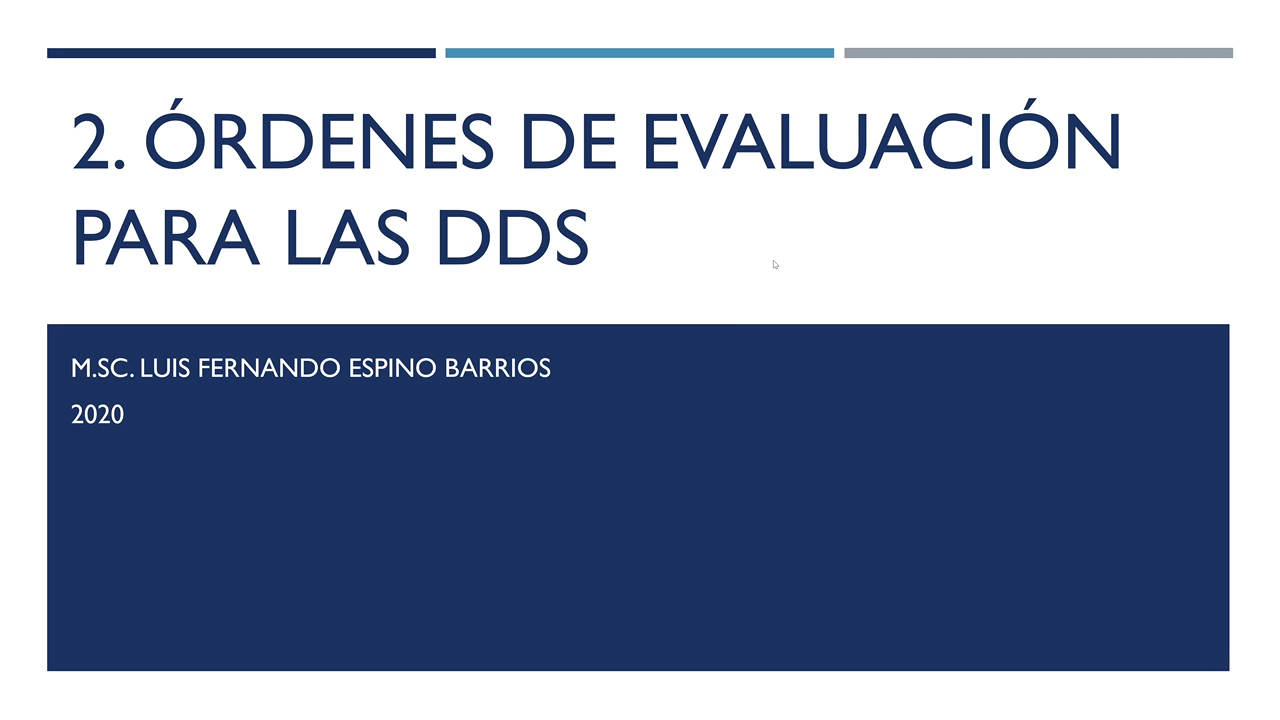 2. ÓRDENES DE EVALUACIÓN
PARA LAS DDS
M.SC. LUIS FERNANDO ESPINO BARRIOS
2020